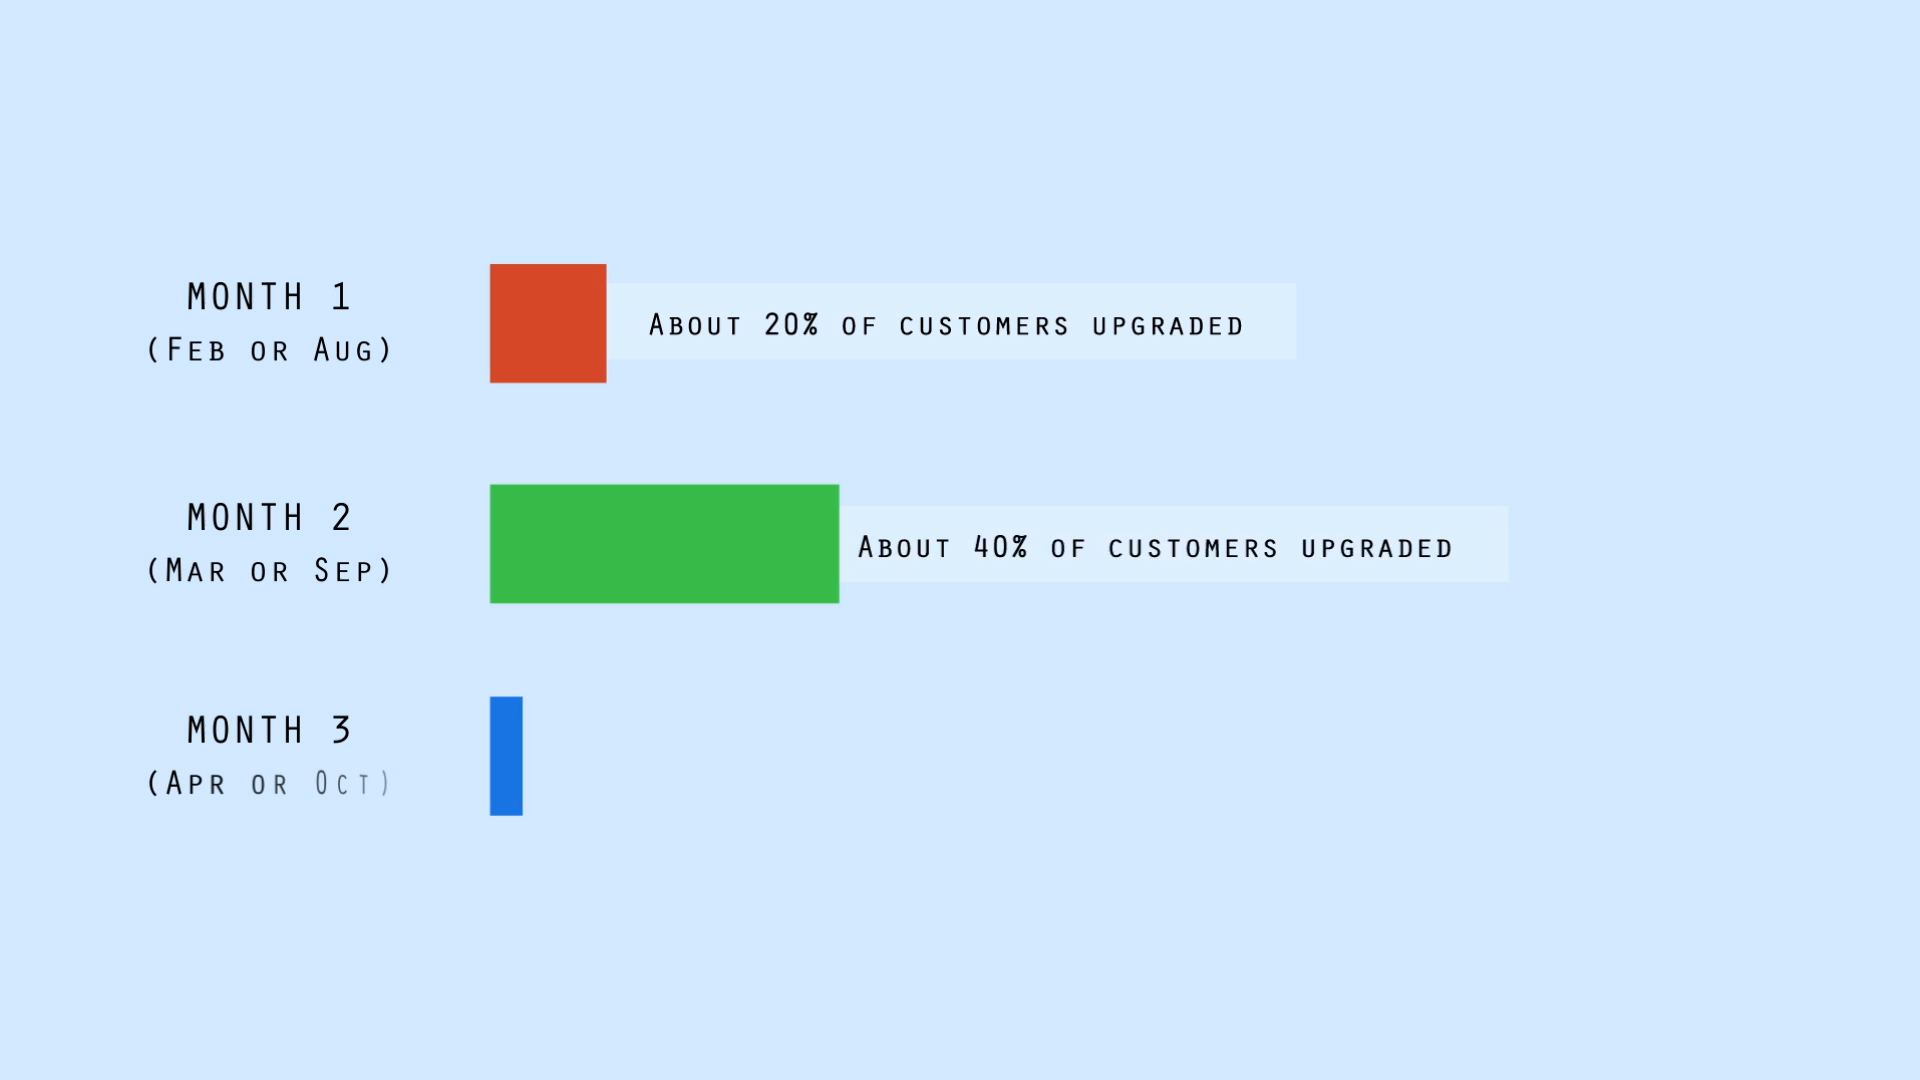 MONTH 1
(Feb or Aug)
About 20% of customers upgraded
MONTH 2
(Mar or Sep)
About 40% of customers upgraded
MONTH 3
(Apr or Oct)